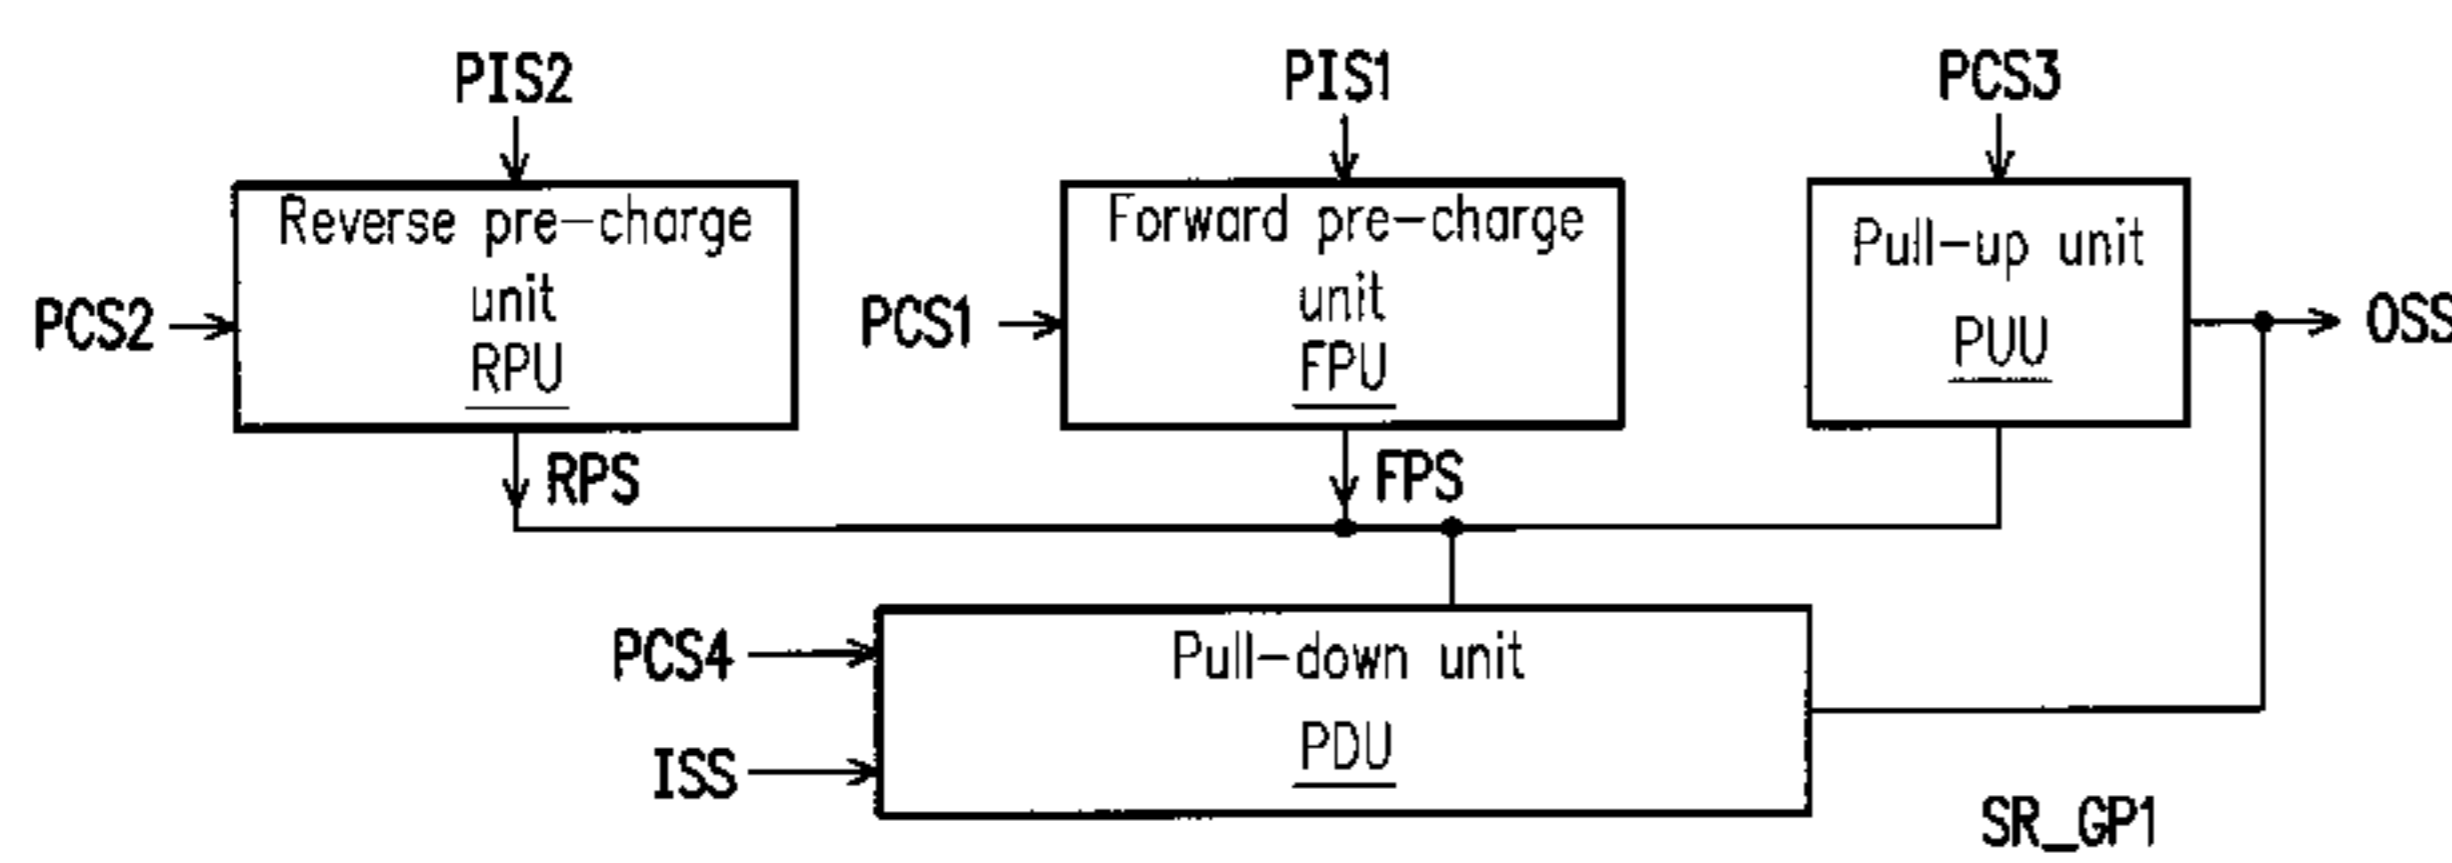 PIS2
PIS1
PCS3
Reverse pre-charge
unit
RPU
Forward pre-charge
unit
FPU
Pull-up unit
PUU
PCS2
PCS1
OSS
RPS
FPS
PCS4
Pull-down unit
PDU
ISS
SR_GP1